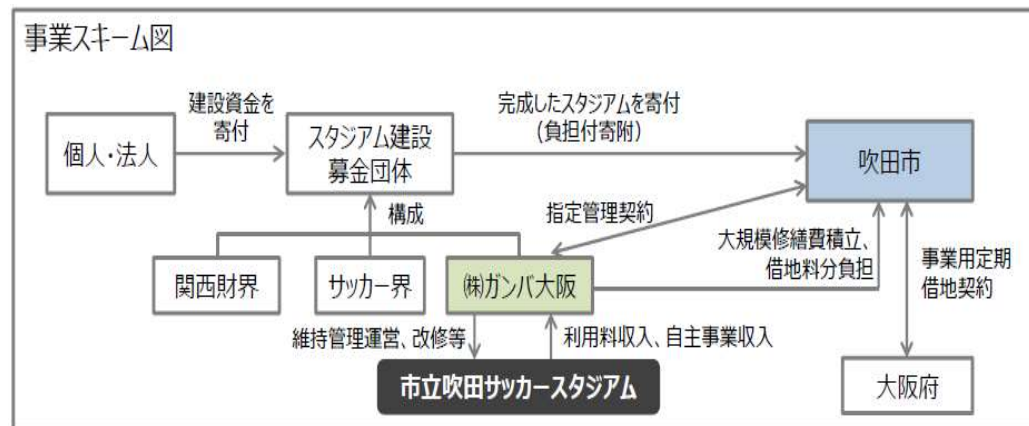 事業スキーム図
建設資金を
寄付
完成したスタジアムを寄付
(負担付寄附)
個人・法人
スタジアム建設
募金団体
吹田市
構成
指定管理契約
大規模修繕費積立、
借地料分負担
事業用定期
借地契約
関西財界
サッカー界
㈱ガンバ大阪
維持管理運営、改修等
利用料収入、自主事業収入
市立吹田サッカースタジアム
大阪府